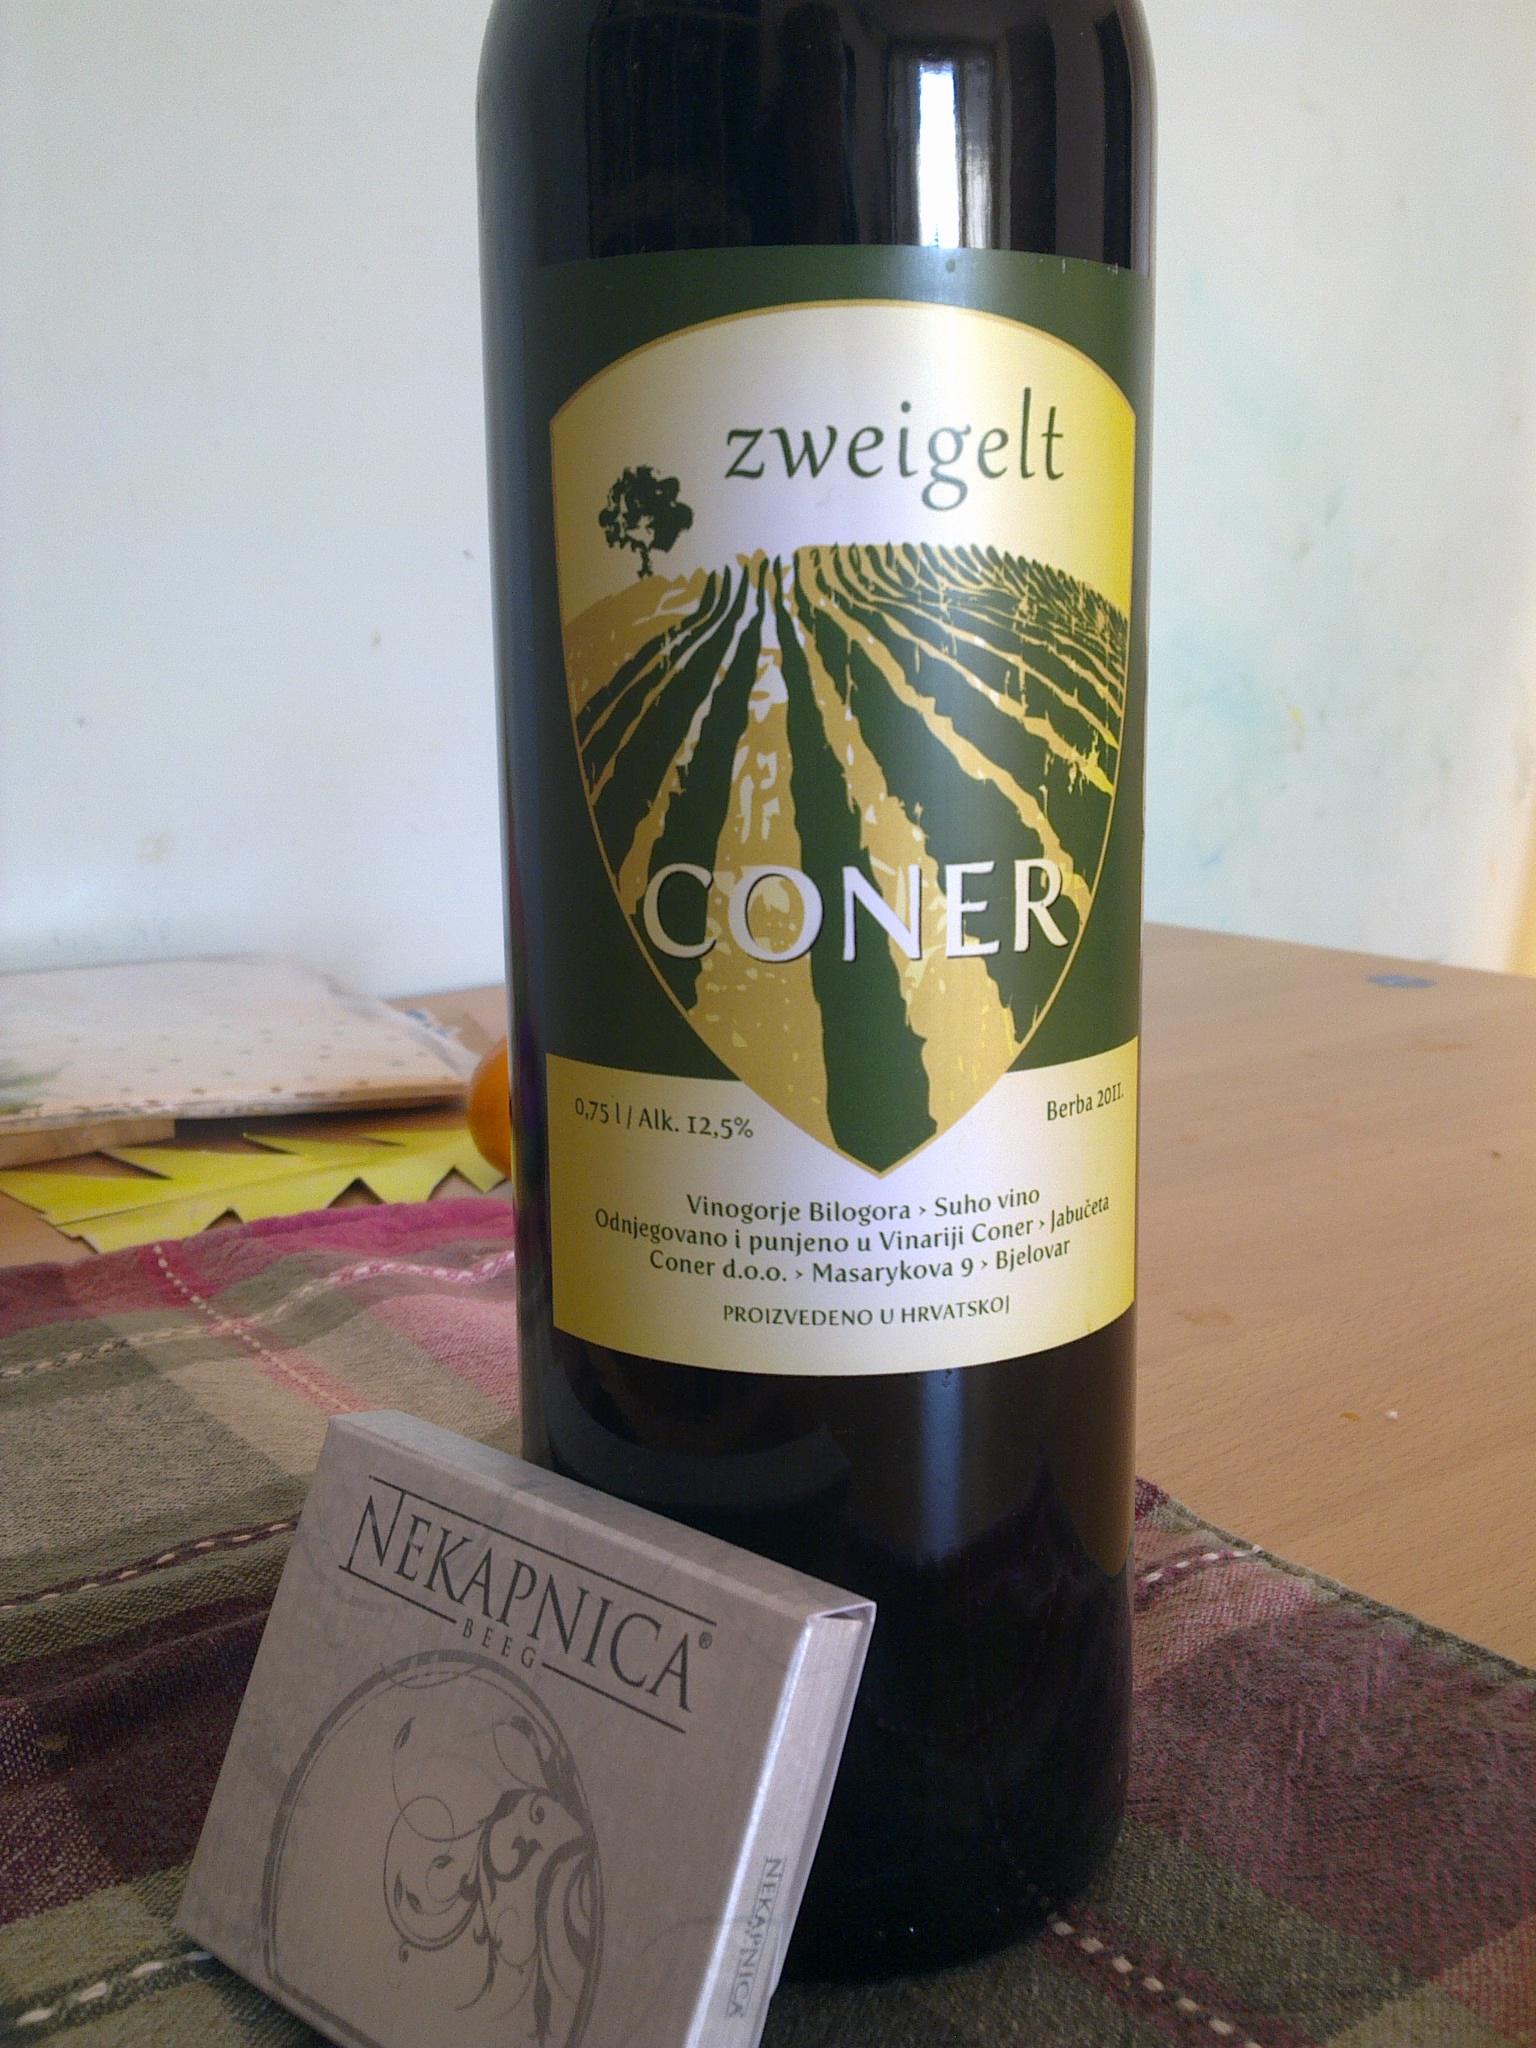 zweigelt
CONER
0,75 l / Alk. 12,5%
Berba 2011.
Vinogorje Bilogora › Suho vino
Odnjegovano i punjeno u Vinariji Coner › Jabučeta
Coner d.o.o. › Masarykova 9 › Bjelovar
PROIZVEDENO U HRVATSKOJ
NEKAPNICA®
BEEG
NEKAPNICA